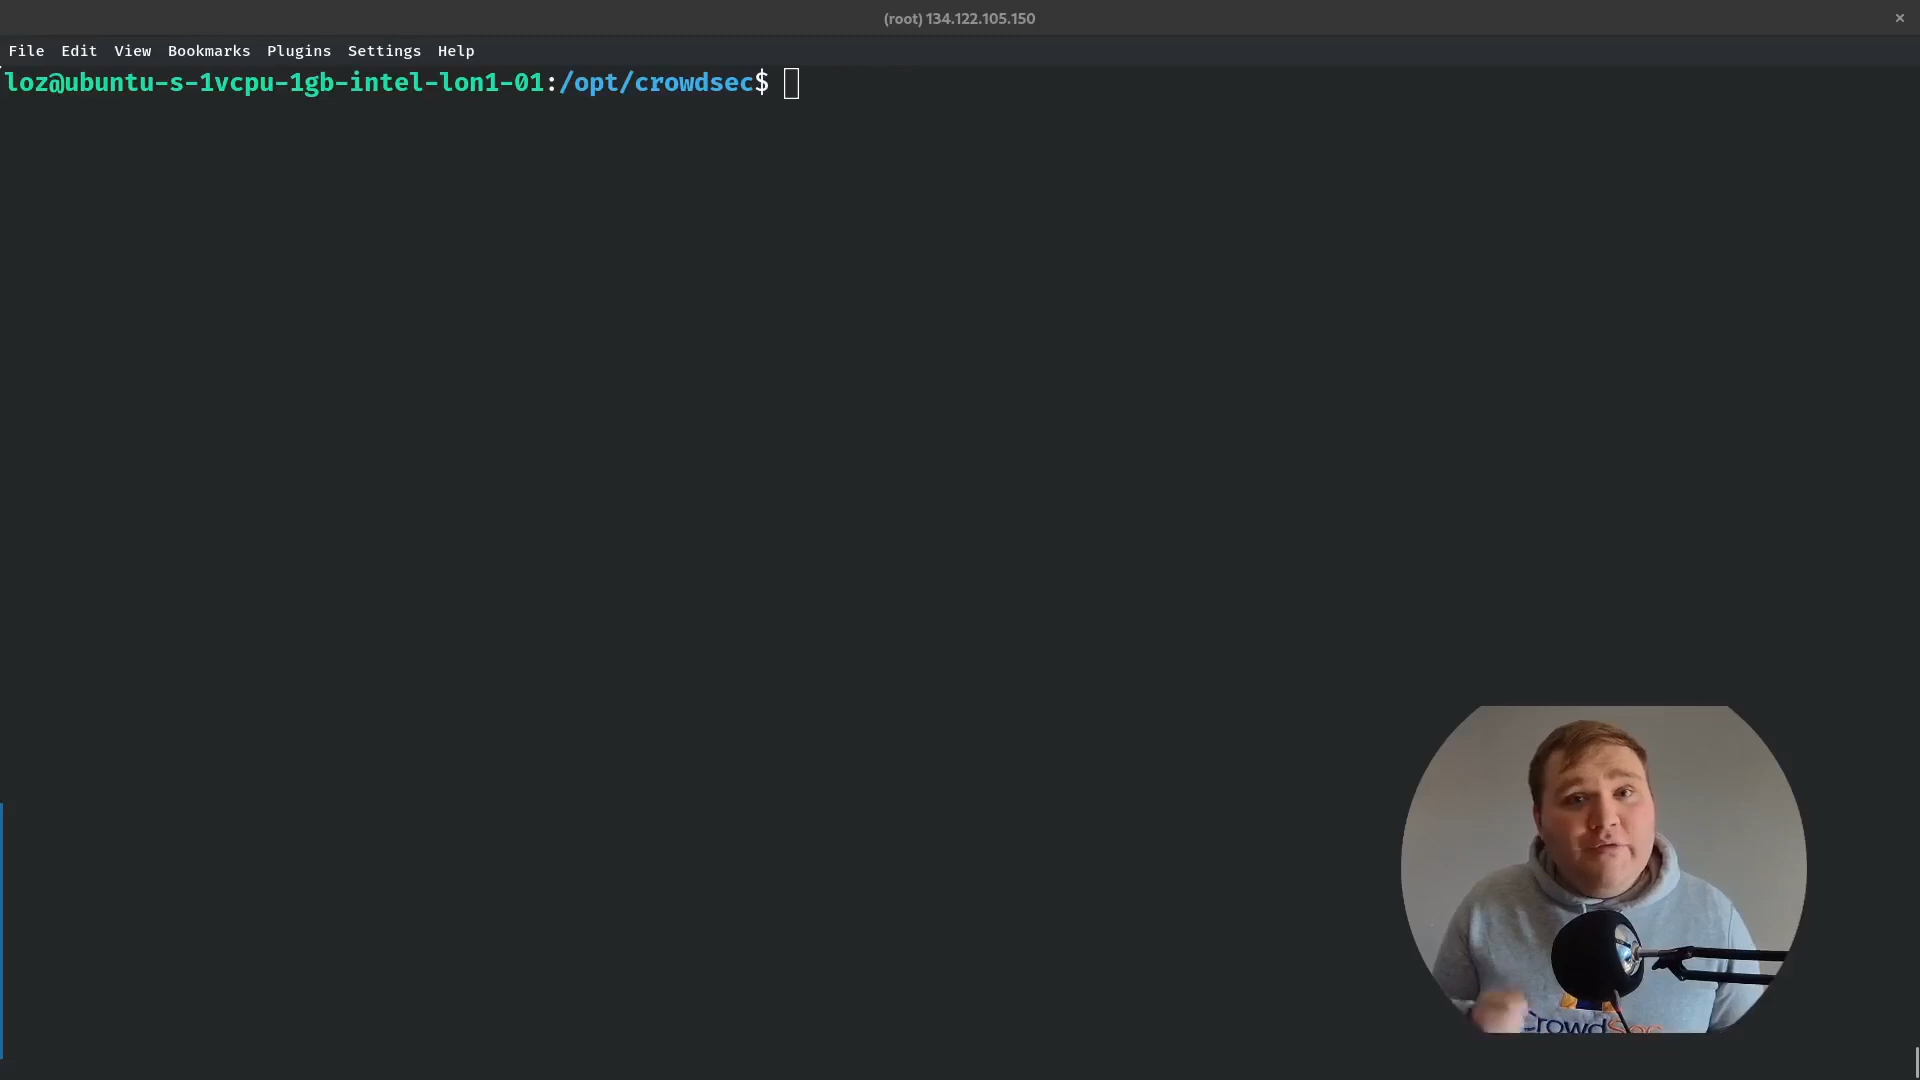 (root) 134.122.105.150
File Edit View Bookmarks Plugins Settings Help
loz@ubuntu-s-1vcpu-1gb-intel-lon1-01:/opt/crowdsec$
CrowdSec